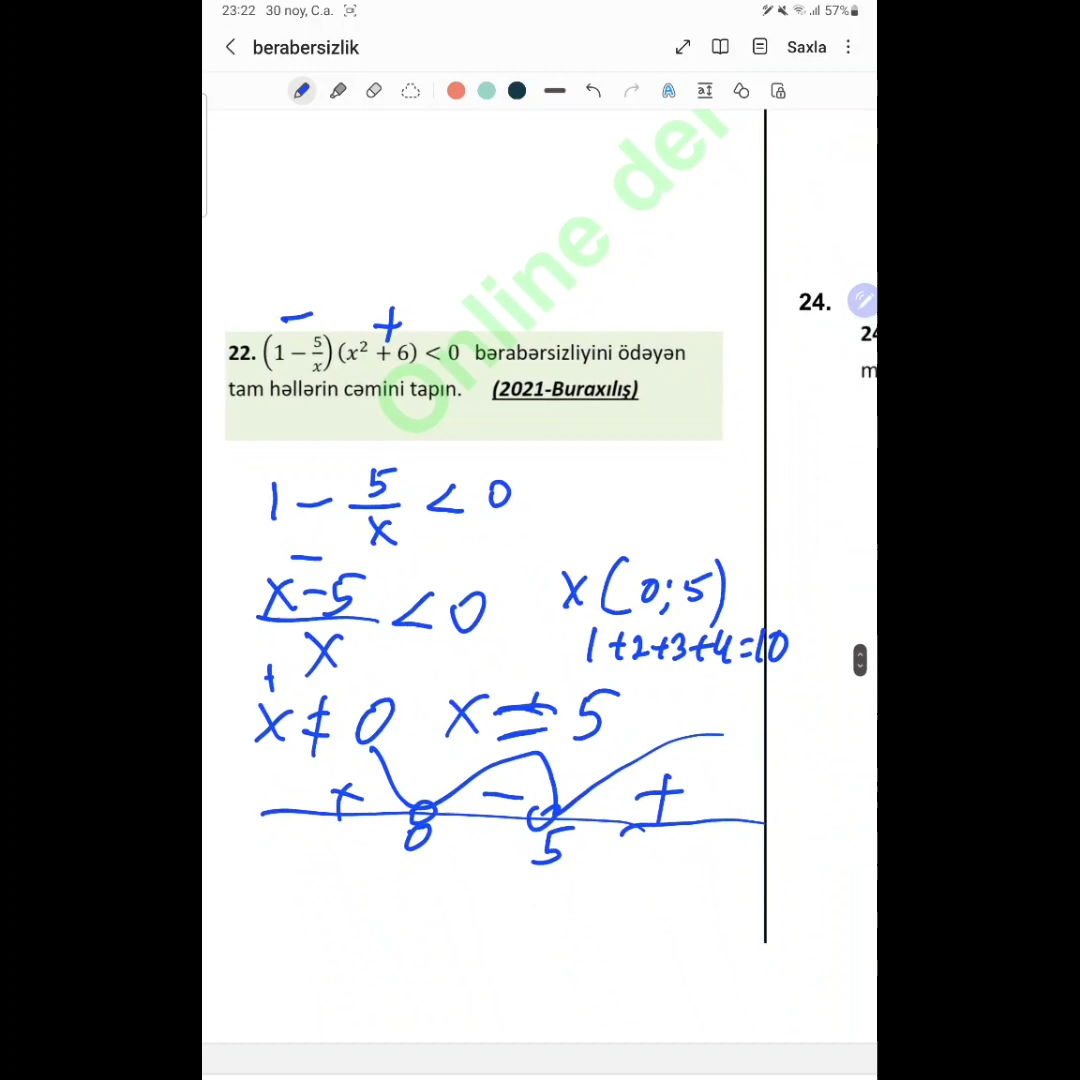 23:22 30 noy, C.a. 57%
berabersizlik Saxla
Online der
24.
22. (1 − 5/x)(x² + 6) < 0 bərabərsizliyini ödəyən
tam həllərin cəmini tapın. (2021-Buraxılış)
− +
24
m
1 − 5/x < 0
−
x−5/x < 0
+
x (0;5)
1+2+3+4=10
x ≠ 0 x = 5
+ − +
0 5